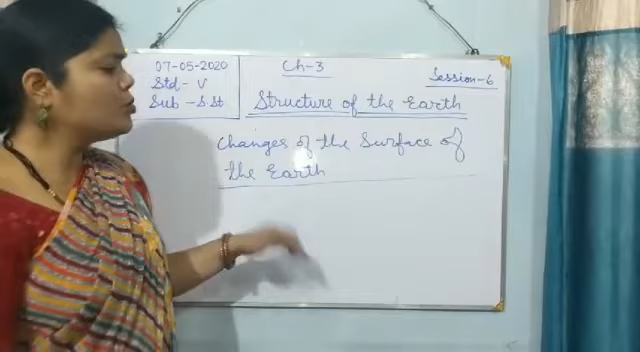 07-05-2020
Std- V
Sub - S.St
Ch-3
Session-6
Structure of the Earth
Changes of the Surface of
the Earth